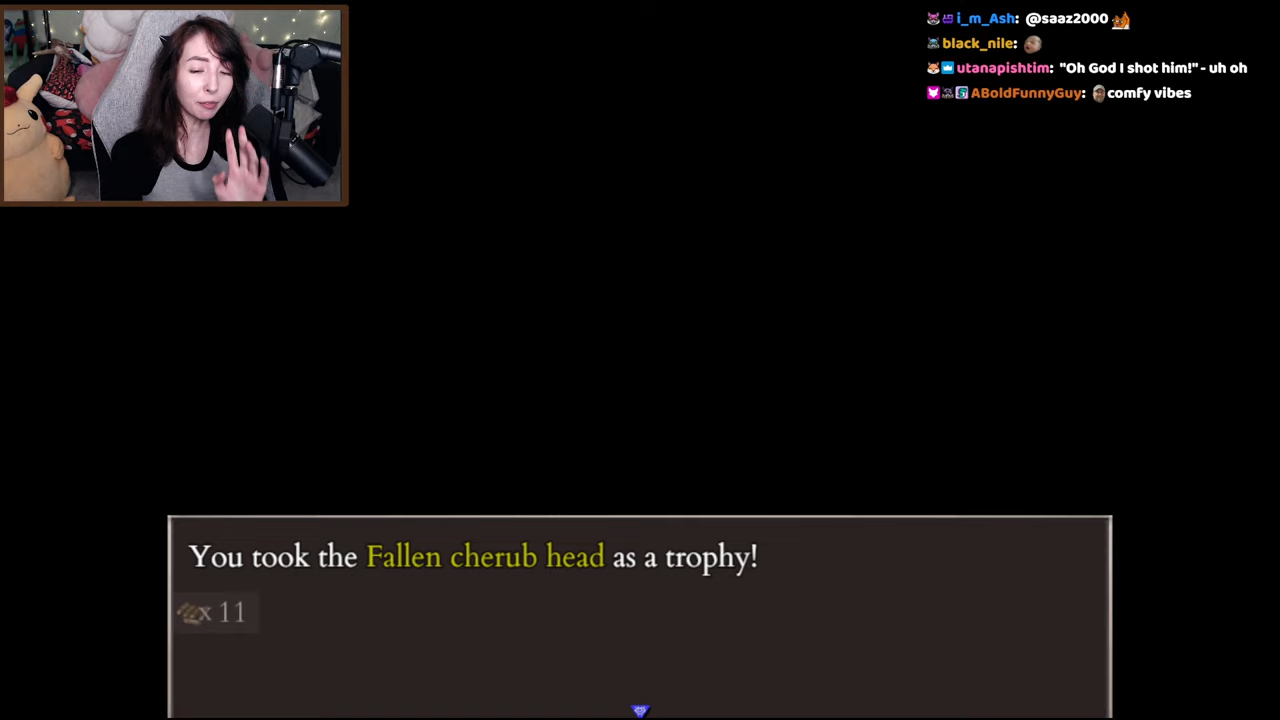 i_m_Ash: @saaz2000
black_nile:
utanapishtim: "Oh God I shot him!" - uh oh
ABoldFunnyGuy: comfy vibes
You took the Fallen cherub head as a trophy!
x 11